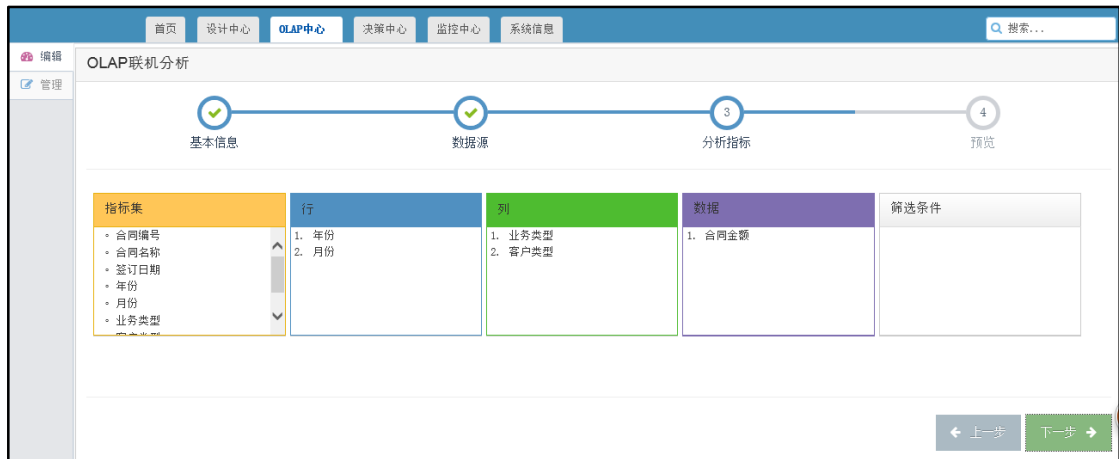 首页 设计中心 OLAP中心 决策中心 监控中心 系统信息 搜索...
编辑
管理
OLAP联机分析
3 4
基本信息 数据源 分析指标 预览
指标集 行 列 数据 筛选条件
合同编号 1. 年份 1. 业务类型 1. 合同金额
合同名称 2. 月份 2. 客户类型
签订日期
年份
月份
业务类型
上一步 下一步